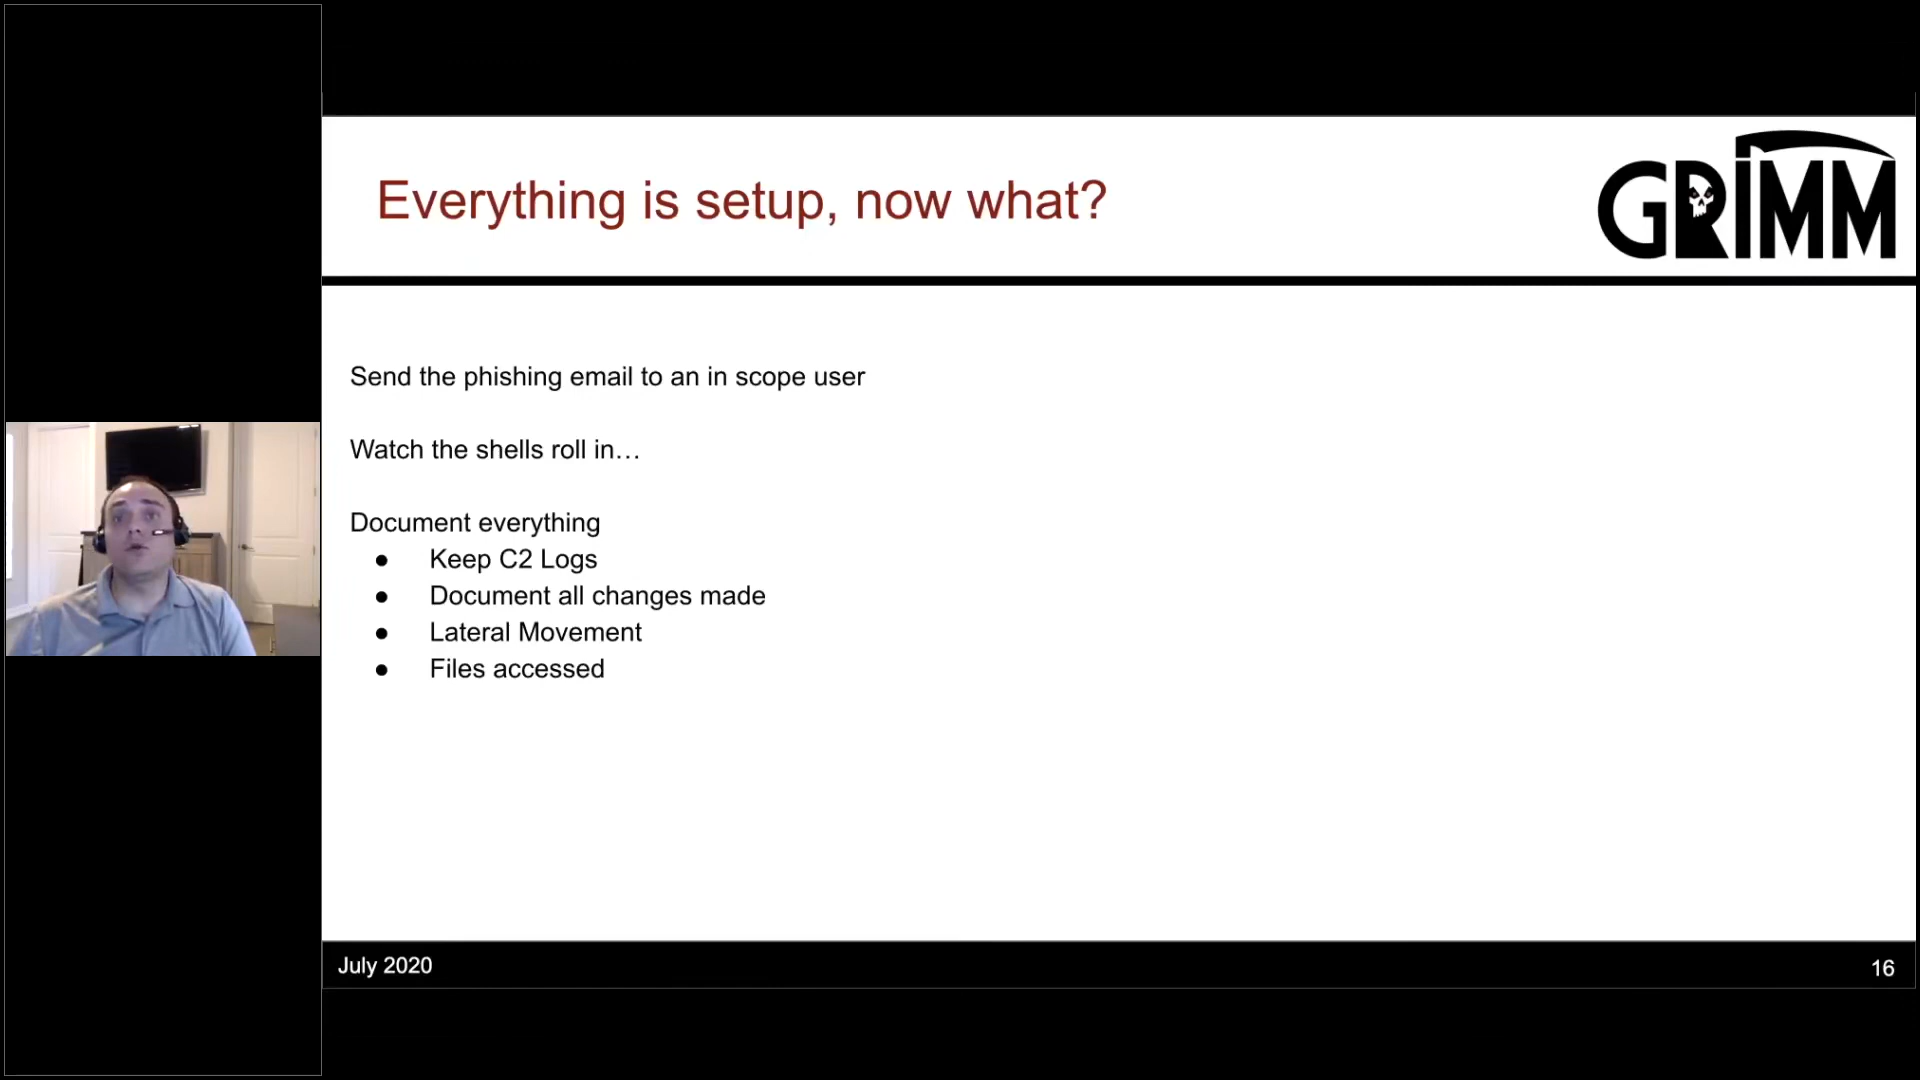 Everything is setup, now what?
GRIMM
Send the phishing email to an in scope user
Watch the shells roll in…
Document everything
● Keep C2 Logs
● Document all changes made
● Lateral Movement
● Files accessed
July 2020
16